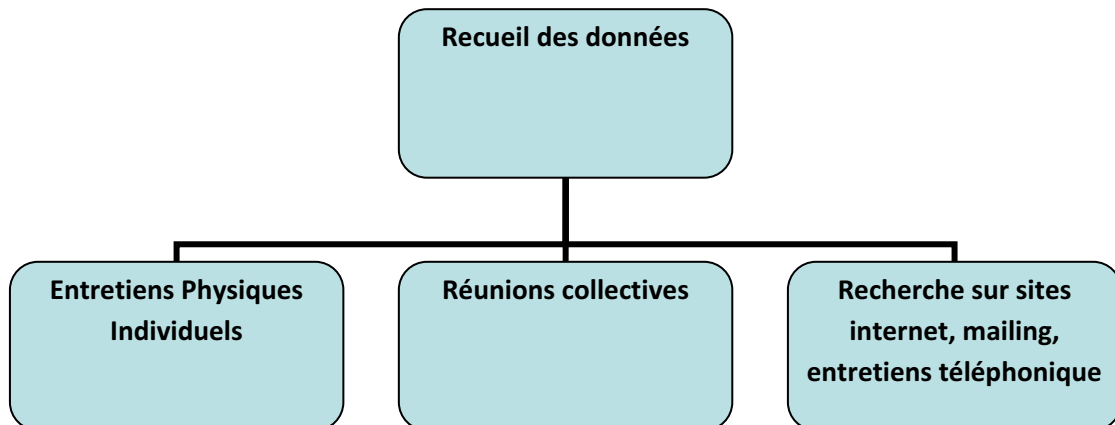 Recueil des données
Entretiens Physiques
Individuels
Réunions collectives
Recherche sur sites
internet, mailing,
entretiens téléphonique